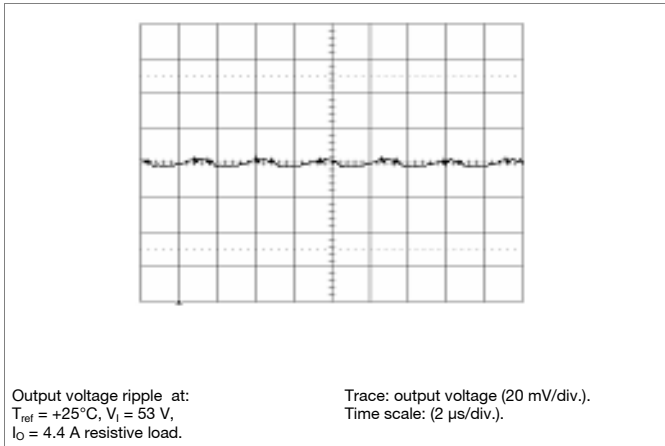 Output voltage ripple at:
T_ref = +25°C, V_I = 53 V,
I_O = 4.4 A resistive load.
Trace: output voltage (20 mV/div.).
Time scale: (2 µs/div.).